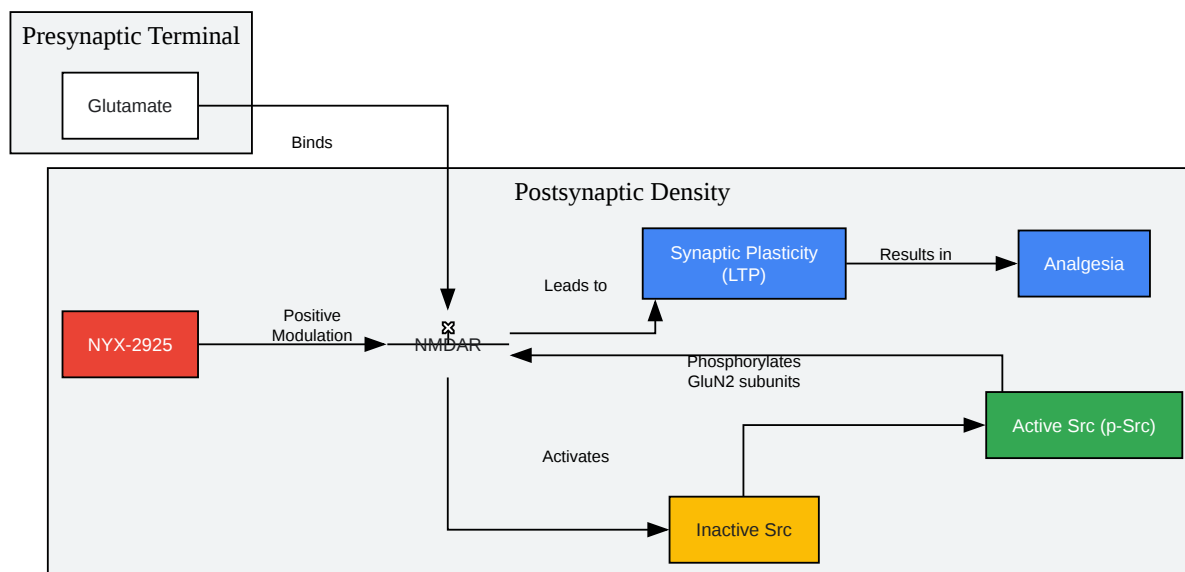 Presynaptic Terminal
Glutamate
Binds
Postsynaptic Density
Synaptic Plasticity
(LTP)
Results in
Analgesia
Leads to
Positive
Modulation
NYX-2925
NMDAR
Phosphorylates
GluN2 subunits
Active Src (p-Src)
Activates
Inactive Src